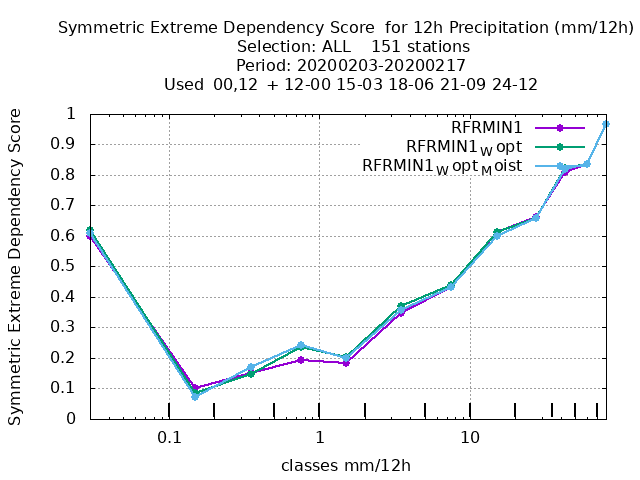 Symmetric Extreme Dependency Score  for 12h Precipitation (mm/12h)
Selection: ALL    151 stations
Period: 20200203-20200217
Used  00,12  + 12-00 15-03 18-06 21-09 24-12
Symmetric Extreme Dependency Score
1
0.9
0.8
0.7
0.6
0.5
0.4
0.3
0.2
0.1
0
RFRMIN1
RFRMIN1Wopt
RFRMIN1WoptMoist
0.1 1 10
classes mm/12h